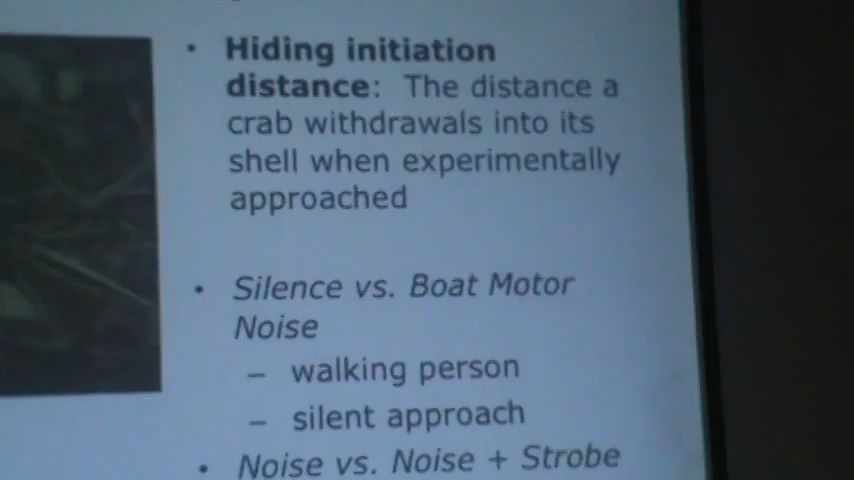 • Hiding initiation
distance: The distance a
crab withdrawals into its
shell when experimentally
approached
• Silence vs. Boat Motor
Noise
– walking person
– silent approach
• Noise vs. Noise + Strobe